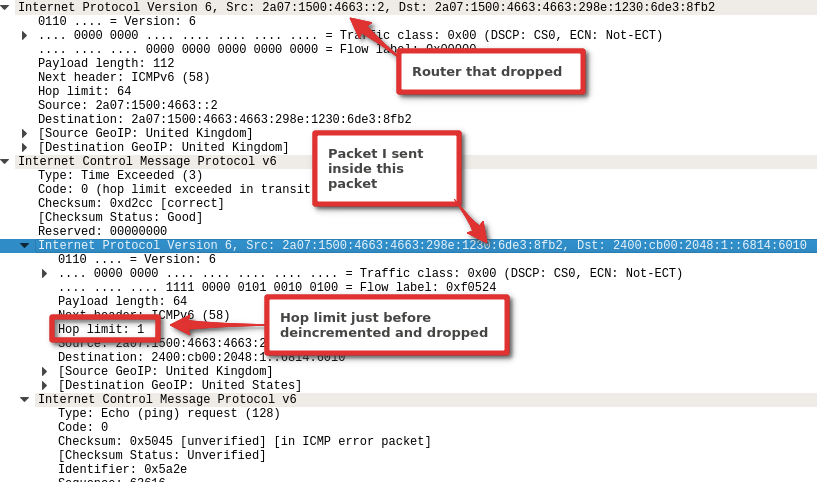 Internet Protocol Version 6, Src: 2a07:1500:4663::2, Dst: 2a07:1500:4663:4663:298e:1230:6de3:8fb2
0110 .... = Version: 6
.... 0000 0000 .... .... .... .... .... = Traffic class: 0x00 (DSCP: CS0, ECN: Not-ECT)
.... .... .... 0000 0000 0000 0000 0000 = Flow label: 0x00000
Payload length: 112
Router that dropped
Next header: ICMPv6 (58)
Hop limit: 64
Source: 2a07:1500:4663::2
Destination: 2a07:1500:4663:4663:298e:1230:6de3:8fb2
[Source GeoIP: United Kingdom]
[Destination GeoIP: United Kingdom]
Internet Control Message Protocol v6
Packet I sent
inside this
packet
Type: Time Exceeded (3)
Code: 0 (hop limit exceeded in transit
Checksum: 0xd2cc [correct]
[Checksum Status: Good]
Reserved: 00000000
Internet Protocol Version 6, Src: 2a07:1500:4663:4663:298e:1230:6de3:8fb2, Dst: 2400:cb00:2048:1::6814:6010
0110 .... = Version: 6
.... 0000 0000 .... .... .... .... .... = Traffic class: 0x00 (DSCP: CS0, ECN: Not-ECT)
.... .... .... 1111 0000 0101 0010 0100 = Flow label: 0xf0524
Payload length: 64
Next header: ICMPv6 (58)
Hop limit: 1
Hop limit just before
deincremented and dropped
Source: 2a07:1500:4663:4663:2
Destination: 2400:cb00:2048:1::6814:6010
[Source GeoIP: United Kingdom]
[Destination GeoIP: United States]
Internet Control Message Protocol v6
Type: Echo (ping) request (128)
Code: 0
Checksum: 0x5045 [unverified] [in ICMP error packet]
[Checksum Status: Unverified]
Identifier: 0x5a2e
Sequence: 63616